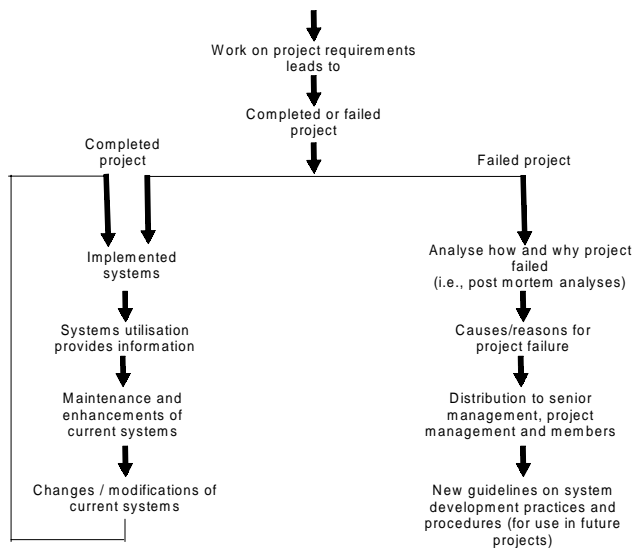 Work on project requirements
leads to
Completed or failed
project
Completed
project
Failed project
Implemented
systems
Analyse how and why project
failed
(i.e., post mortem analyses)
Systems utilisation
provides information
Causes/reasons for
project failure
Maintenance and
enhancements of
current systems
Distribution to senior
management, project
management and members
Changes / modifications of
current systems
New guidelines on system
development practices and
procedures (for use in future
projects)